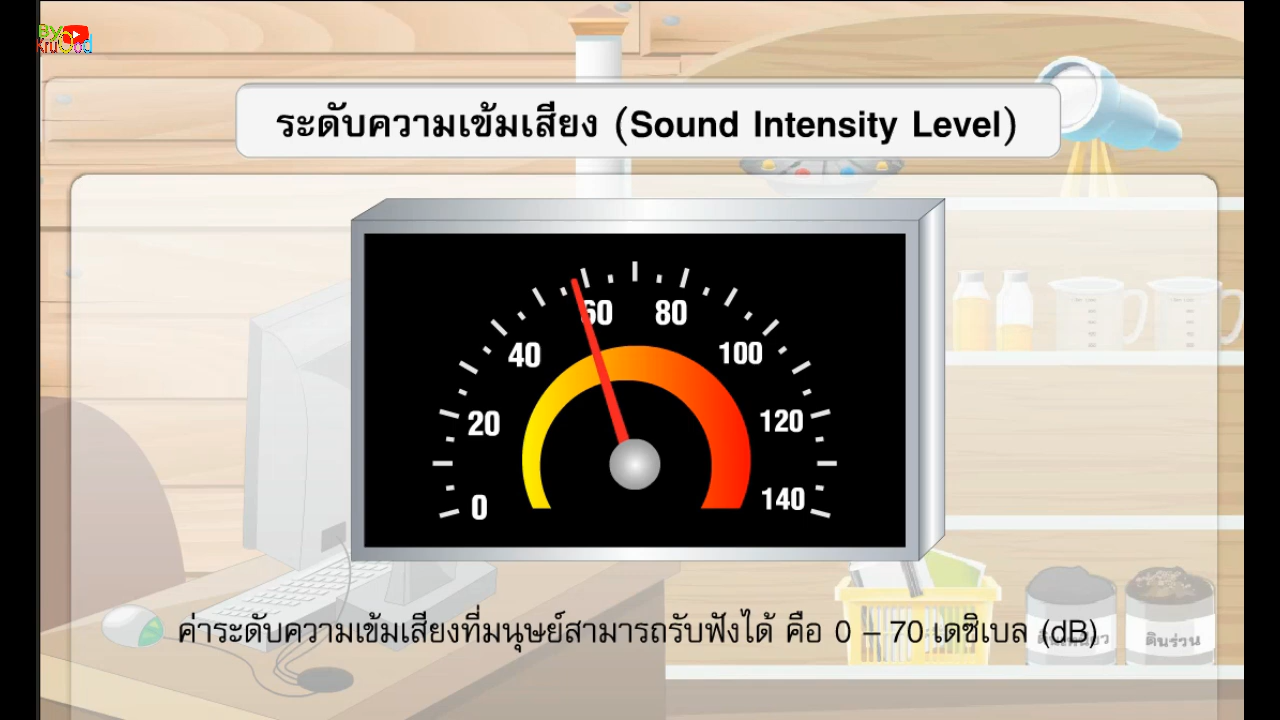 By
KruOod
ระดับความเข้มเสียง (Sound Intensity Level)
60 80
40 100
20 120
0 140
ค่าระดับความเข้มเสียงที่มนุษย์สามารถรับฟังได้ คือ 0 – 70 เดซิเบล (dB)
ดินร่วน